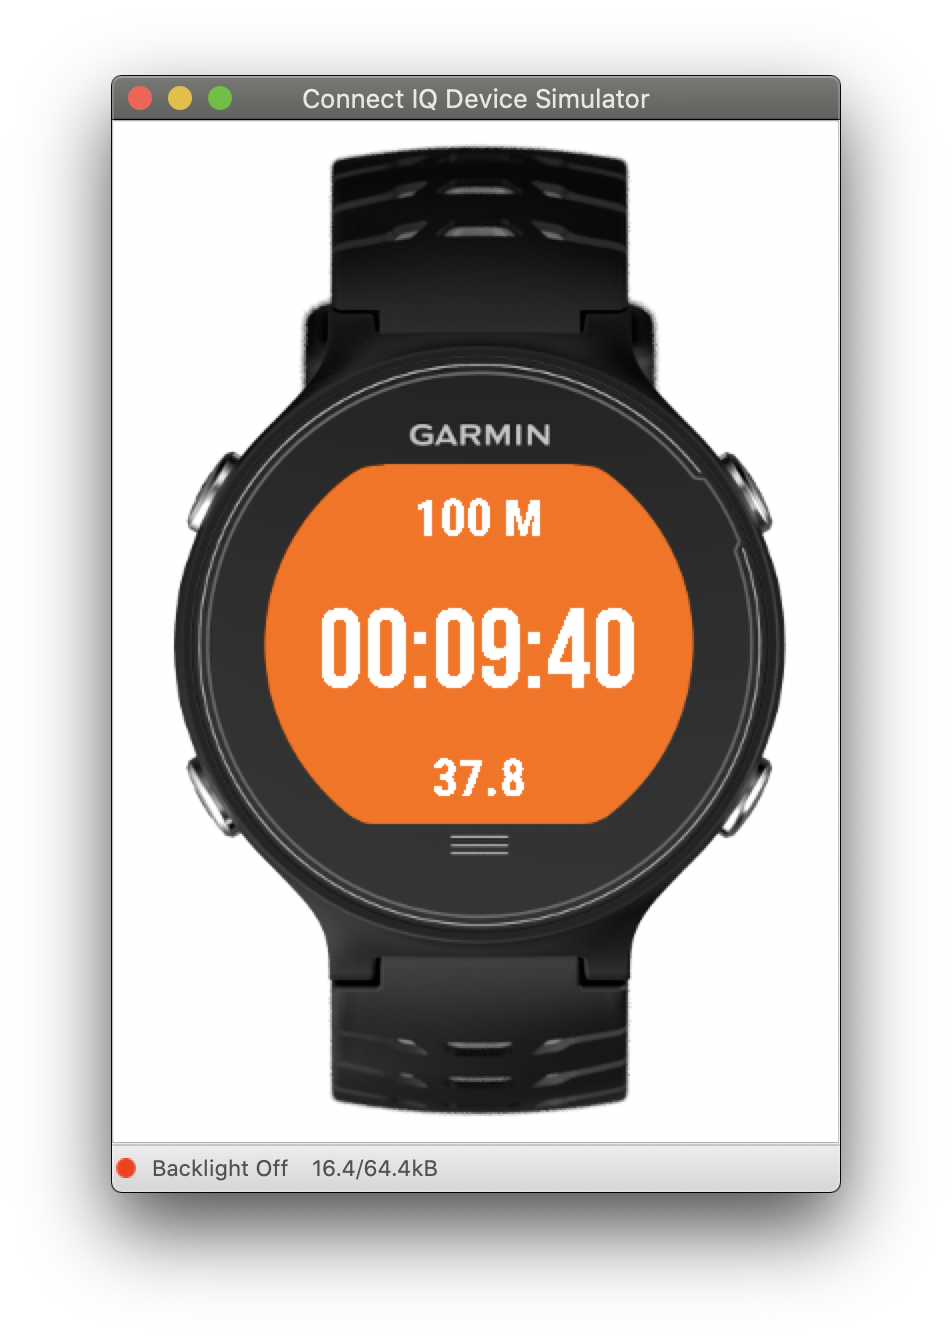 Connect IQ Device Simulator
GARMIN
100 M
00:09:40
37.8
Backlight Off 16.4/64.4kB